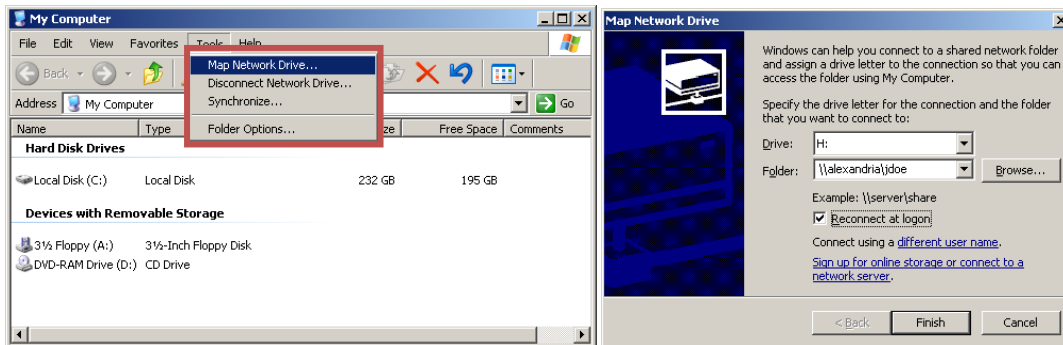 My Computer
File Edit View Favorites Tools Help
Back
Address My Computer Go
Map Network Drive...
Disconnect Network Drive...
Synchronize...
Folder Options...
Name Type ze Free Space Comments
Hard Disk Drives
Local Disk (C:) Local Disk 232 GB 195 GB
Devices with Removable Storage
3½ Floppy (A:) 3½-Inch Floppy Disk
DVD-RAM Drive (D:) CD Drive
Map Network Drive
Windows can help you connect to a shared network folder
and assign a drive letter to the connection so that you can
access the folder using My Computer.
Specify the drive letter for the connection and the folder
that you want to connect to:
Drive: H:
Folder: \\alexandria\jdoe Browse...
Example: \\server\share
Reconnect at logon
Connect using a different user name.
Sign up for online storage or connect to a
network server.
< Back Finish Cancel